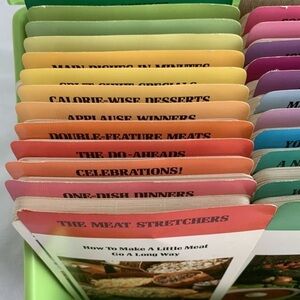 MAIN DISHES IN MINUTES
CALORIE-WISE DESSERTS
APPLAUSE WINNERS
DOUBLE-FEATURE MEATS
THE DO-AHEADS
CELEBRATIONS!
ONE-DISH DINNERS
THE MEAT STRETCHERS
How To Make A Little Meat
Go A Long Way